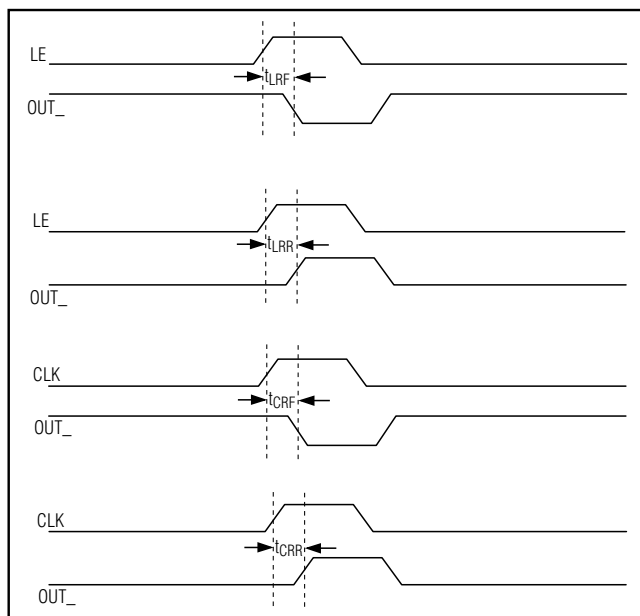 LE
tLRF
OUT_
LE
tLRR
OUT_
CLK
tCRF
OUT_
CLK
tCRR
OUT_